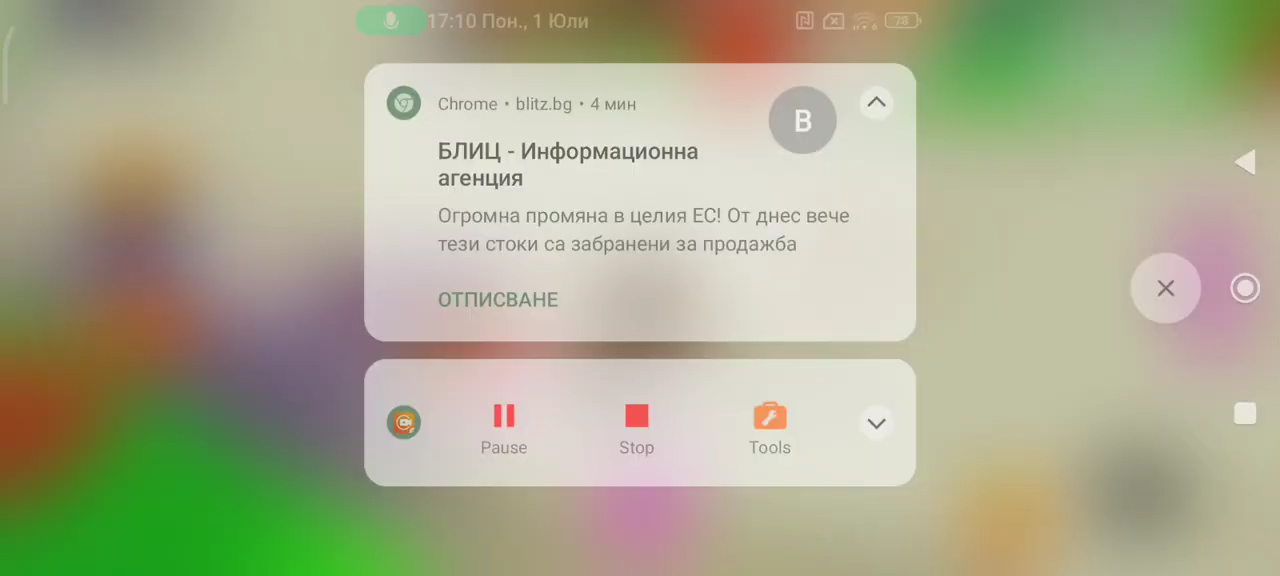 17:10 Пон., 1 Юли
78
Chrome • blitz.bg • 4 мин
B
БЛИЦ - Информационна
агенция
Огромна промяна в целия ЕС! От днес вече
тези стоки са забранени за продажба
ОТПИСВАНЕ
Pause
Stop
Tools